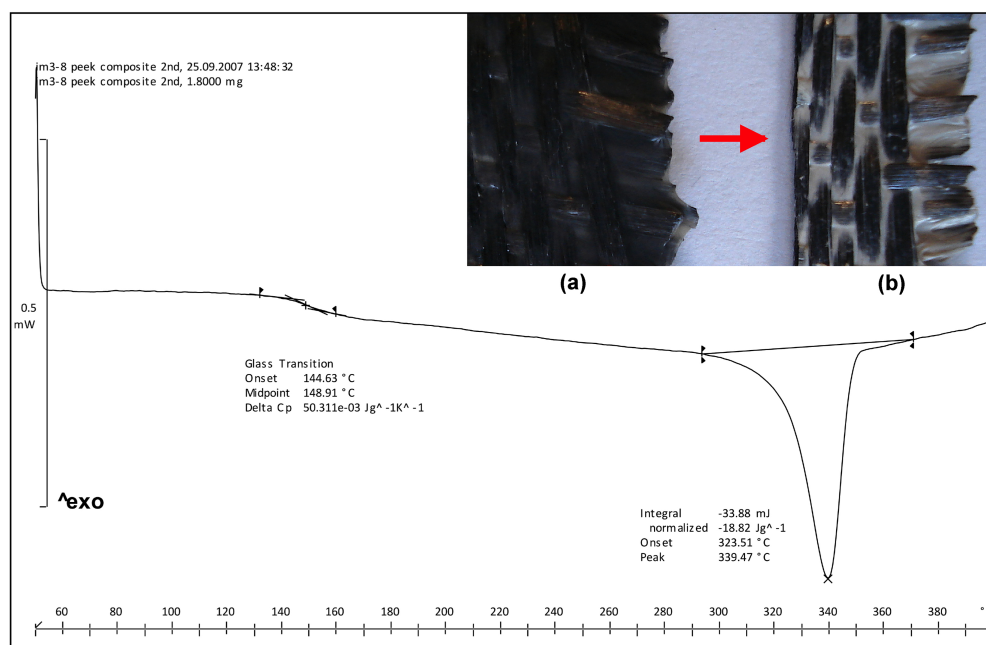 im3-8 peek composite 2nd, 25.09.2007 13:48:32
im3-8 peek composite 2nd, 1.8000 mg
(a)
(b)
0.5
mW
Glass Transition
Onset 144.63 °C
Midpoint 148.91 °C
Delta Cp 50.311e-03 Jg^-1K^-1
^exo
Integral -33.88 mJ
normalized -18.82 Jg^-1
Onset 323.51 °C
Peak 339.47 °C
60 80 100 120 140 160 180 200 220 240 260 280 300 320 340 360 380 °